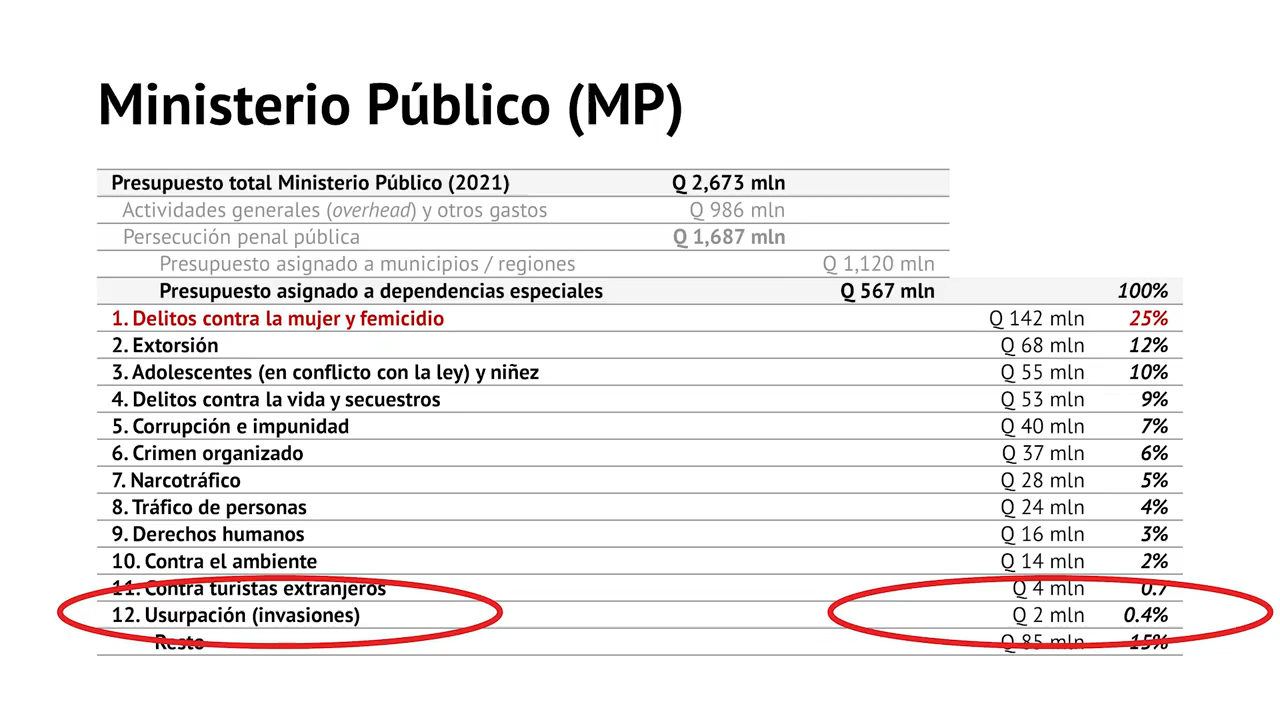 Ministerio Público (MP)
Presupuesto total Ministerio Público (2021) Q 2,673 mln
Actividades generales (overhead) y otros gastos Q 986 mln
Persecución penal pública Q 1,687 mln
Presupuesto asignado a municipios / regiones Q 1,120 mln
Presupuesto asignado a dependencias especiales Q 567 mln 100%
1. Delitos contra la mujer y femicidio Q 142 mln 25%
2. Extorsión Q 68 mln 12%
3. Adolescentes (en conflicto con la ley) y niñez Q 55 mln 10%
4. Delitos contra la vida y secuestros Q 53 mln 9%
5. Corrupción e impunidad Q 40 mln 7%
6. Crimen organizado Q 37 mln 6%
7. Narcotráfico Q 28 mln 5%
8. Tráfico de personas Q 24 mln 4%
9. Derechos humanos Q 16 mln 3%
10. Contra el ambiente Q 14 mln 2%
11. Contra turistas extranjeros Q 4 mln 0.7
12. Usurpación (invasiones) Q 2 mln 0.4%
Resto Q 85 mln 15%